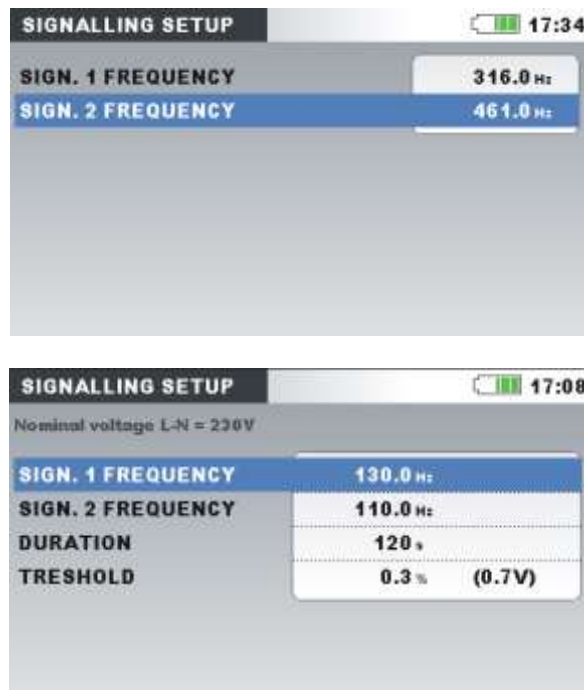 SIGNALLING SETUP 17:34
SIGN. 1 FREQUENCY 316.0 Hz
SIGN. 2 FREQUENCY 461.0 Hz
SIGNALLING SETUP 17:08
Nominal voltage L-N = 230V
SIGN. 1 FREQUENCY 130.0 Hz
SIGN. 2 FREQUENCY 110.0 Hz
DURATION 120 s
TRESHOLD 0.3 % (0.7V)